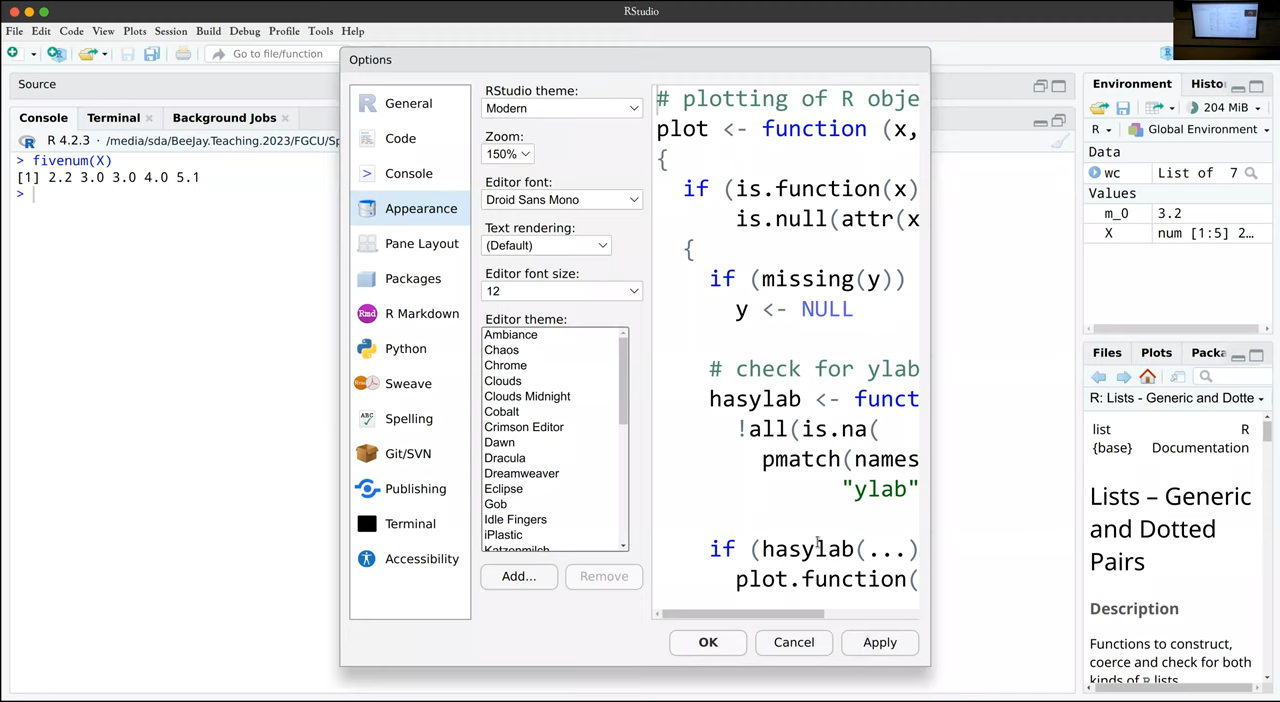 RStudio
File Edit Code View Plots Session Build Debug Profile Tools Help
Go to file/function
Source
Console Terminal Background Jobs
R 4.2.3 · /media/sda/BeeJay.Teaching.2023/FGCU/Sp
> fivenum(X)
[1] 2.2 3.0 3.0 4.0 5.1
>
Options
General
Code
Console
Appearance
Pane Layout
Packages
R Markdown
Python
Sweave
Spelling
Git/SVN
Publishing
Terminal
Accessibility
RStudio theme:
Modern
Zoom:
150%
Editor font:
Droid Sans Mono
Text rendering:
(Default)
Editor font size:
12
Editor theme:
Ambiance
Chaos
Chrome
Clouds
Clouds Midnight
Cobalt
Crimson Editor
Dawn
Dracula
Dreamweaver
Eclipse
Gob
Idle Fingers
iPlastic
Katzenmilch
Add... Remove
# plotting of R obje
plot <- function (x,
{
if (is.function(x)
is.null(attr(x
{
if (missing(y))
y <- NULL
# check for ylab
hasylab <- funct
!all(is.na(
pmatch(names
"ylab"
if (hasylab(...)
plot.function(
OK Cancel Apply
Environment Histo
204 MiB
R Global Environment
Data
wc List of 7
Values
m_0 3.2
X num [1:5] 2…
Files Plots Packa
R: Lists - Generic and Dotte
list R
{base} Documentation
Lists – Generic
and Dotted
Pairs
Description
Functions to construct,
coerce and check for both
kinds of R lists.